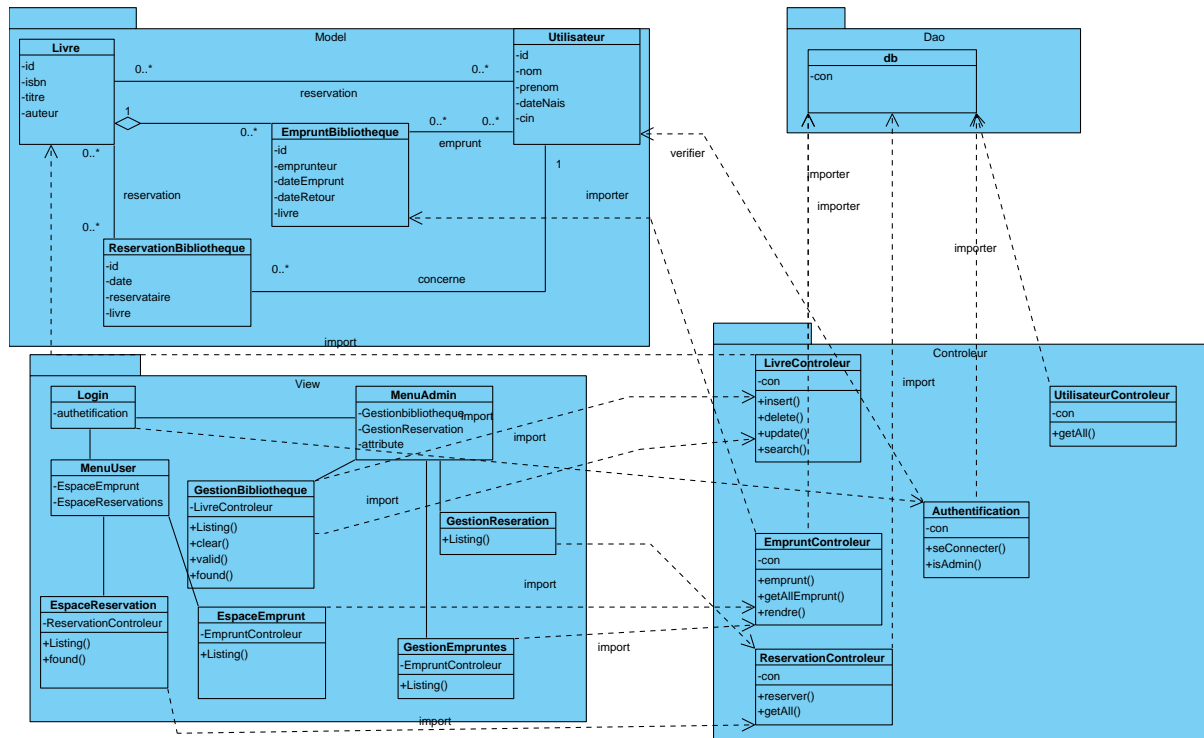 Model
Livre
-id
-isbn
-titre
-auteur
Utilisateur
-id
-nom
-prenom
-dateNais
-cin
0..*
0..*
reservation
1
0..*
EmpruntBibliotheque
-id
-emprunteur
-dateEmprunt
-dateRetour
-livre
0..*
0..*
emprunt
1
0..*
reservation
0..*
importer
ReservationBibliotheque
-id
-date
-reservataire
-livre
0..*
concerne
Dao
db
-con
verifier
importer
importer
importer
import
import
View
Login
-authetification
MenuAdmin
-Gestionbibliotheque
-GestionReservation
-attribute
import
import
import
MenuUser
-EspaceEmprunt
-EspaceReservations
GestionBibliotheque
-LivreControleur
+Listing()
+clear()
+valid()
+found()
GestionReseration
+Listing()
EspaceReservation
-ReservationControleur
+Listing()
+found()
EspaceEmprunt
-EmpruntControleur
+Listing()
GestionEmpruntes
-EmpruntControleur
+Listing()
import
import
import
Controleur
LivreControleur
-con
+insert()
+delete()
+update()
+search()
UtilisateurControleur
-con
+getAll()
Authentification
-con
+seConnecter()
+isAdmin()
EmpruntControleur
-con
+emprunt()
+getAllEmprunt()
+rendre()
ReservationControleur
-con
+reserver()
+getAll()